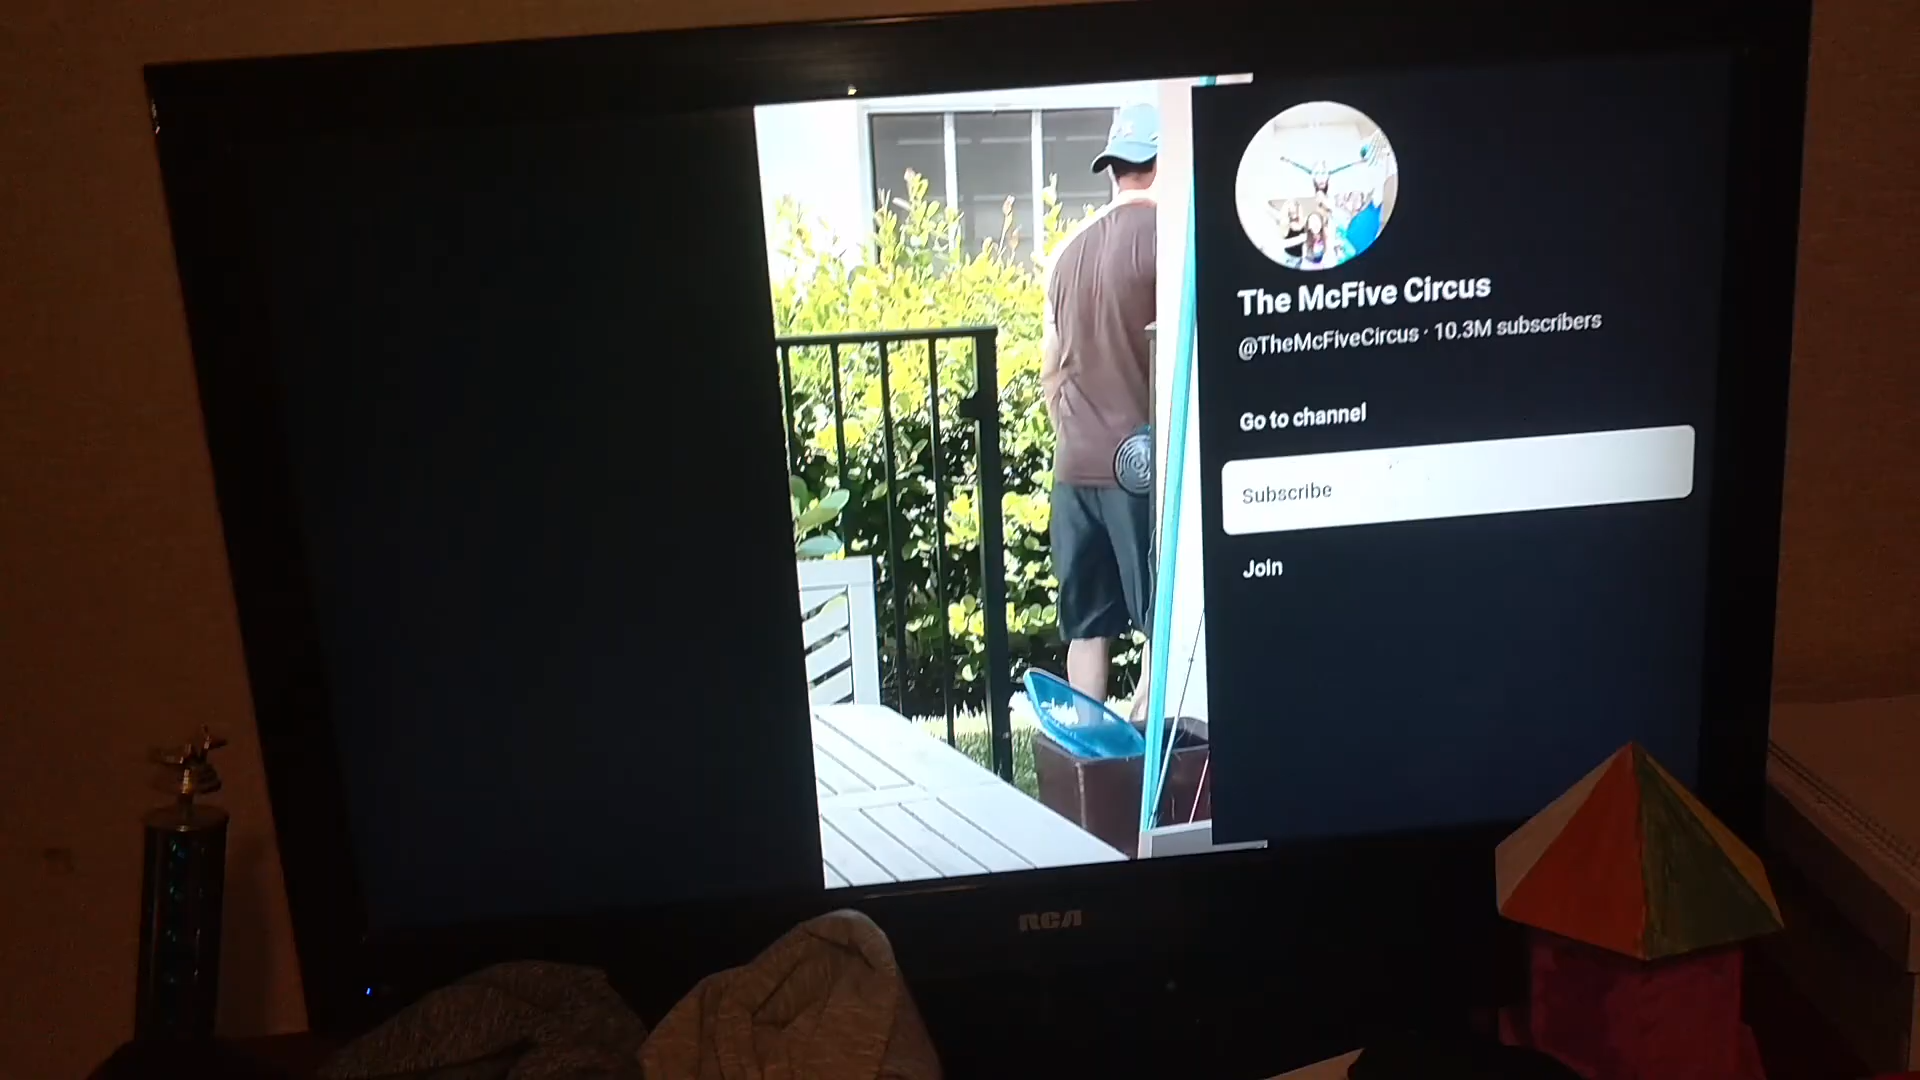 The McFive Circus
@TheMcFiveCircus · 10.3M subscribers
Go to channel
Subscribe
Join
RCA